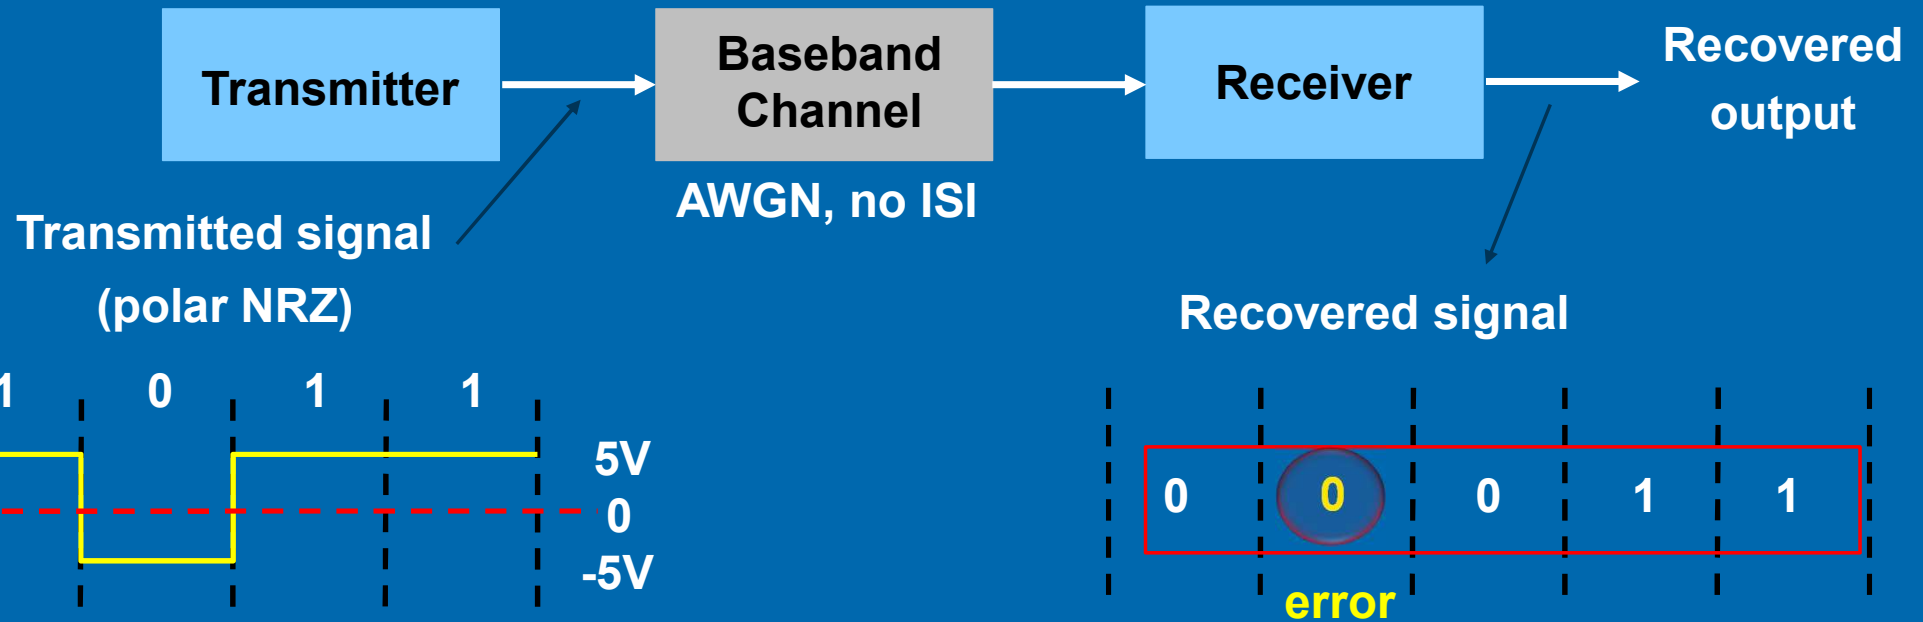 Transmitter
Baseband
Channel
Receiver
Recovered
output
AWGN, no ISI
Transmitted signal
(polar NRZ)
Recovered signal
1 0 1 1
5V
0
-5V
0 0 0 1 1
error